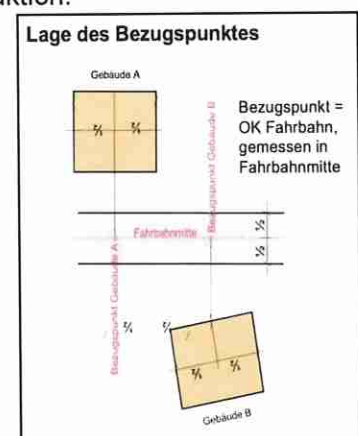 uktion.
Lage des Bezugspunktes
Gebäude A
½ ½
Bezugspunkt Gebäude B
Bezugspunkt =
OK Fahrbahn,
gemessen in
Fahrbahnmitte
Fahrbahnmitte
½
½
Bezugspunkt Gebäude A
½ ½
½ ½
Gebäude B